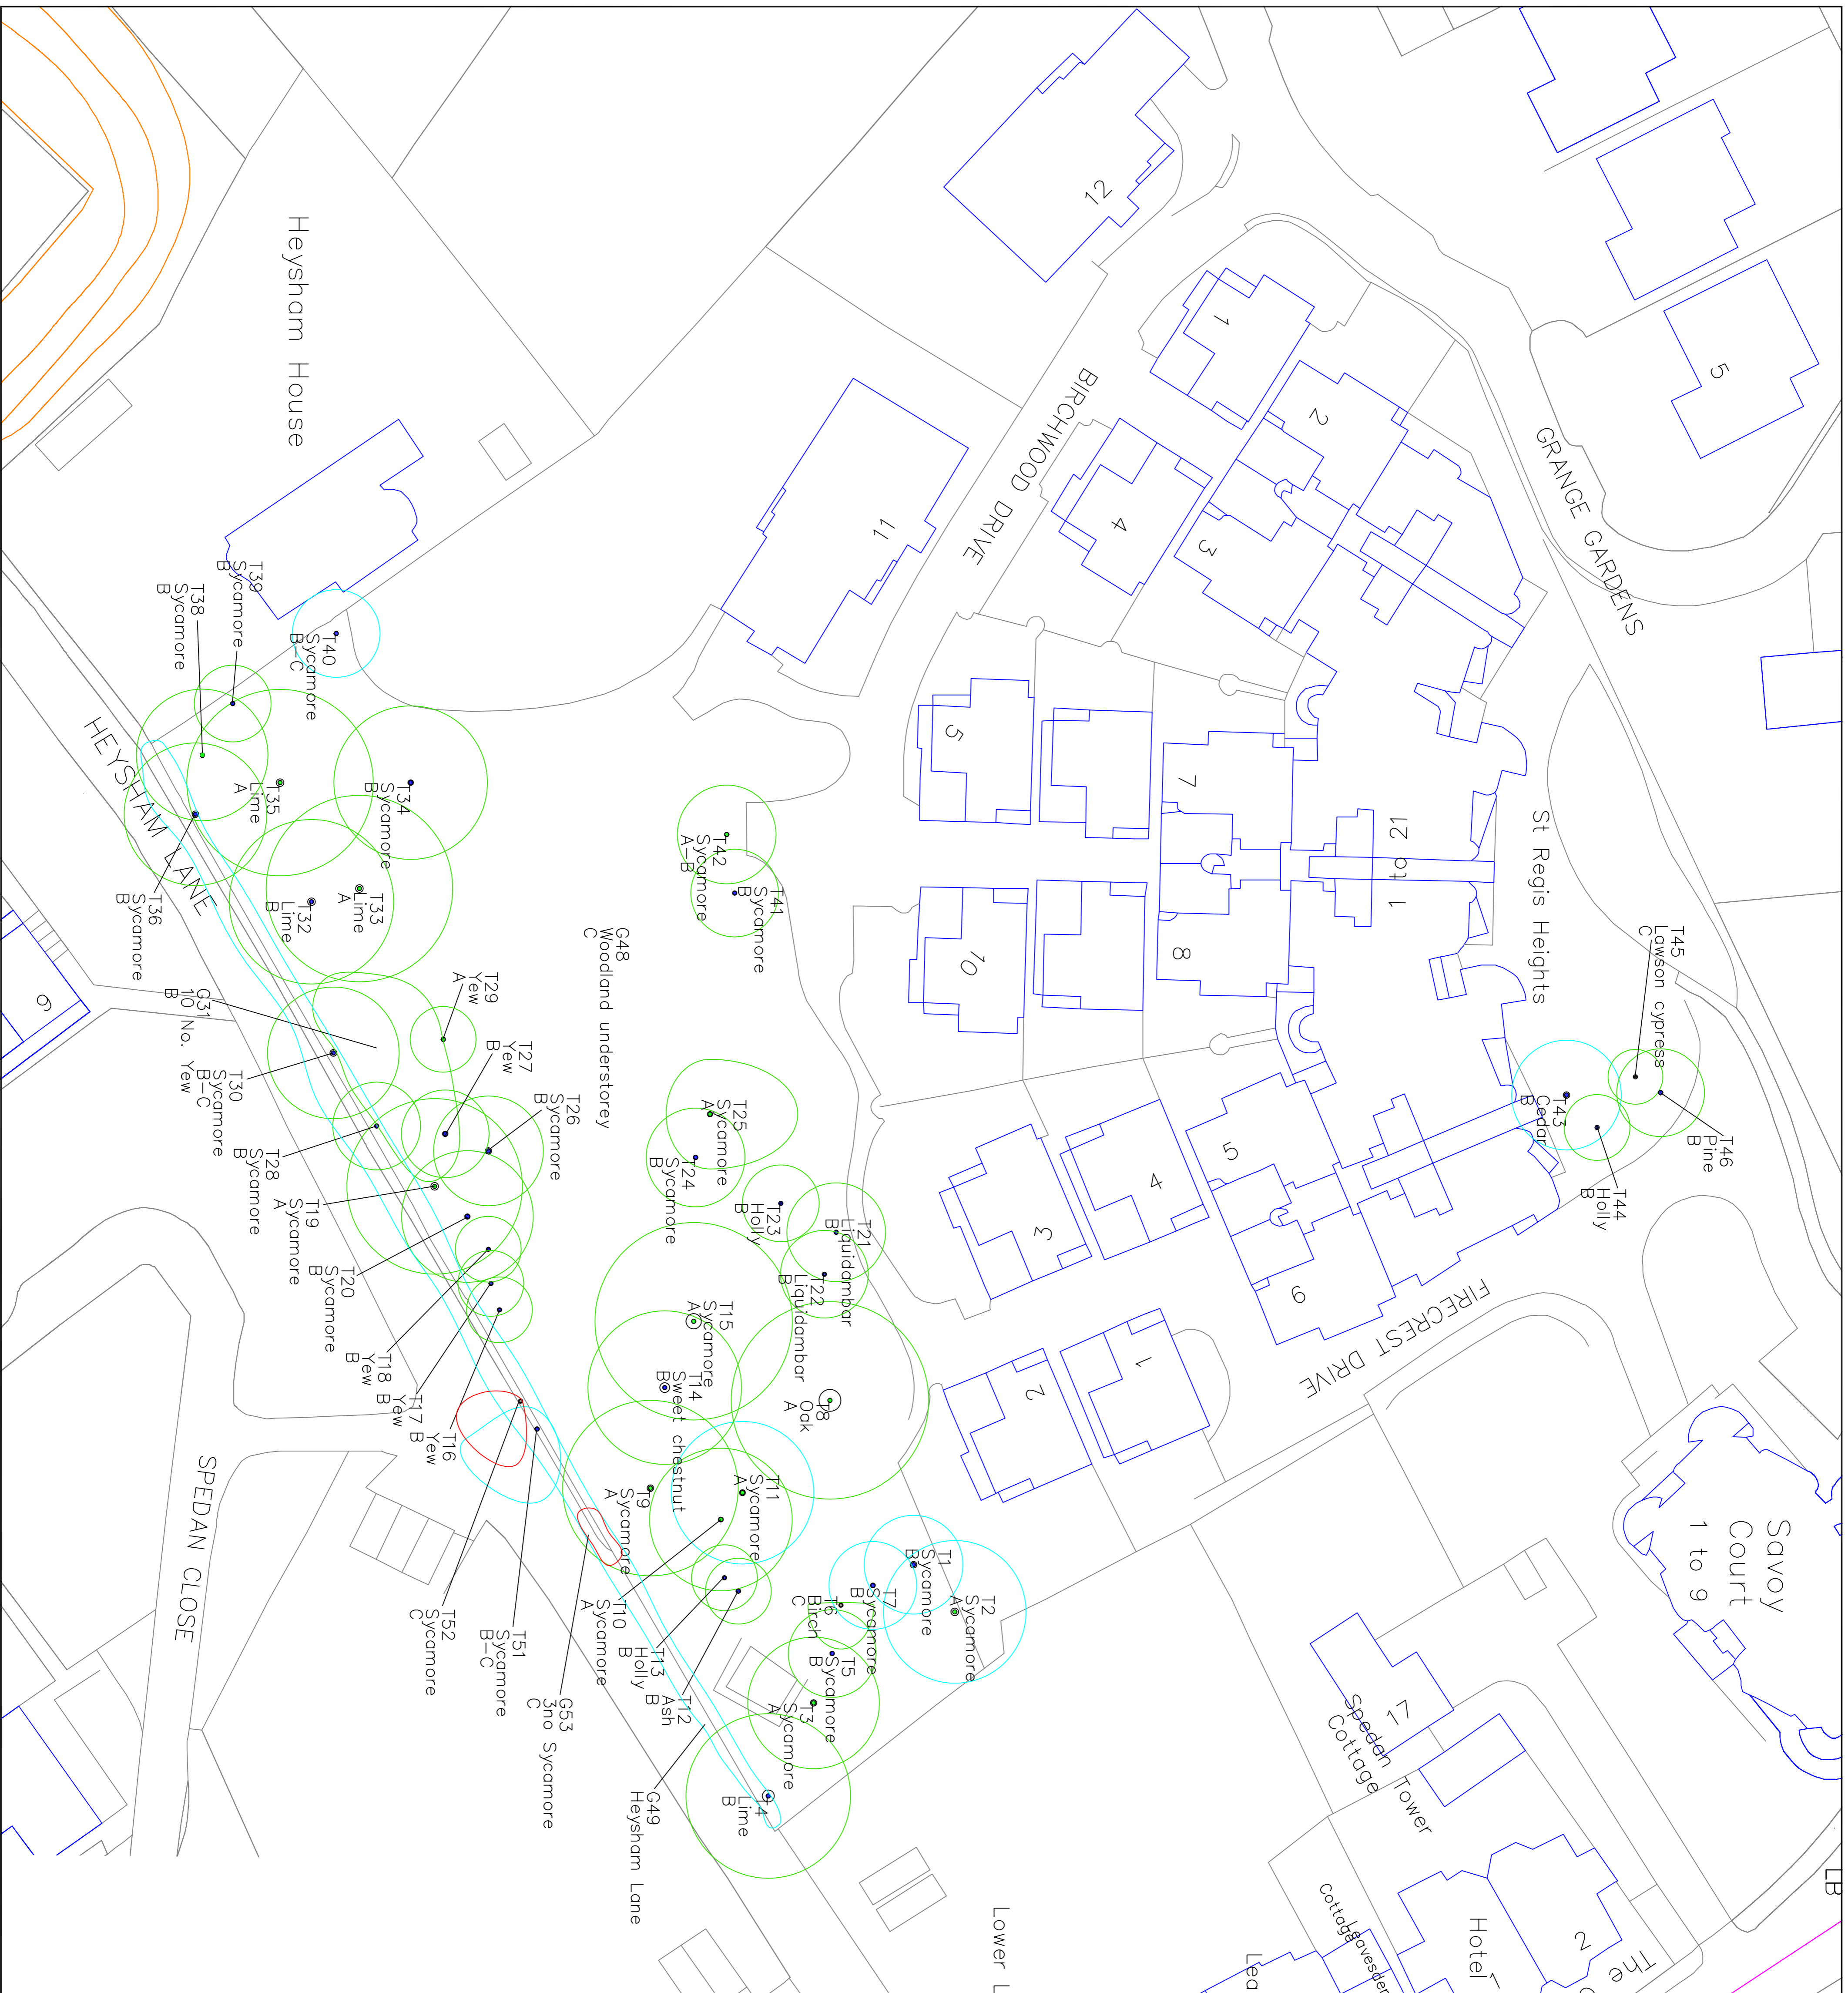 12
5
GRANGE GARDENS
BIRCHWOOD DRIVE
Heysham House
1
2
3
4
11
5
7
1 to 21
8
10
St Regis Heights
T45
Lawson cypress
C
T46
Pine
B
T43
Cedar
B
T44
Holly
B
T39
Sycamore
B
T38
Sycamore
B
T40
Sycamore
B-C
T35
Lime
A
T34
Sycamore
B
T33
Lime
A
T32
Lime
B
T36
Sycamore
B
HEYSHAM LANE
T42
Sycamore
A-B
T41
Sycamore
B
G48
Woodland understorey
C
T29
Yew
A
T27
Yew
B
T26
Sycamore
B
G31
10 No. Yew
B
T30
Sycamore
B-C
T28
Sycamore
B
T19
Sycamore
A
T20
Sycamore
B
T18
Yew
B
T17
Yew
B
T16
Yew
B
T25
Sycamore
A
T24
Sycamore
B
T23
Holly
B
T21
Liquidambar
B
T22
Liquidambar
B
T15
Sycamore
A
T14
Sweet chestnut
B
T8
Oak
A
T11
Sycamore
A
T9
Sycamore
A
T10
Sycamore
A
T13
Holly
B
T12
Ash
B
T1
Sycamore
B
T2
Sycamore
A
T7
Sycamore
B
T6
Birch
C
T5
Sycamore
B
T3
Sycamore
A
T4
Lime
B
T52
Sycamore
C
T51
Sycamore
B-C
G53
3no Sycamore
C
G49
Heysham Lane
9
SPEDAN CLOSE
3
4
5
6
2
1
FIRECREST DRIVE
Savoy
Court
1 to 9
17
Spedan Tower
Cottage
Leavesden
Cottage
Hotel
2
1
The
LB
Lower L
Lea